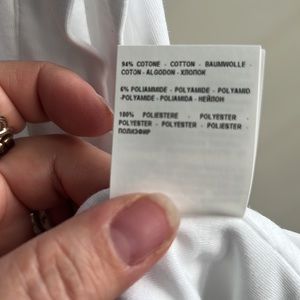 94% COTONE - COTTON - BAUMWOLLE -
COTON - ALGODON - ХЛОПОК
6% POLIAMMIDE - POLYAMIDE - POLYAMID
-POLYAMIDE - POLIAMIDA - НЕЙЛОН
100% POLIESTERE - POLYESTER -
POLYESTER - POLYESTER - POLIESTER -
ПОЛИЭФИР